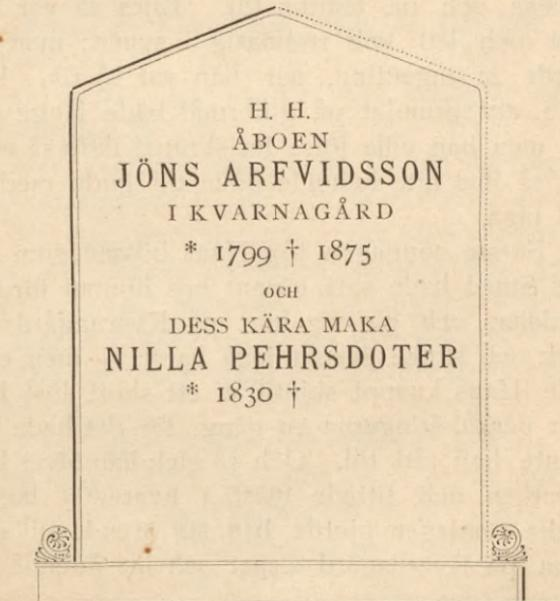 H. H.
ÅBOEN
JÖNS ARFVIDSSON
I KVARNAGÅRD
* 1799 † 1875
OCH
DESS KÄRA MAKA
NILLA PEHRSDOTER
* 1830 †